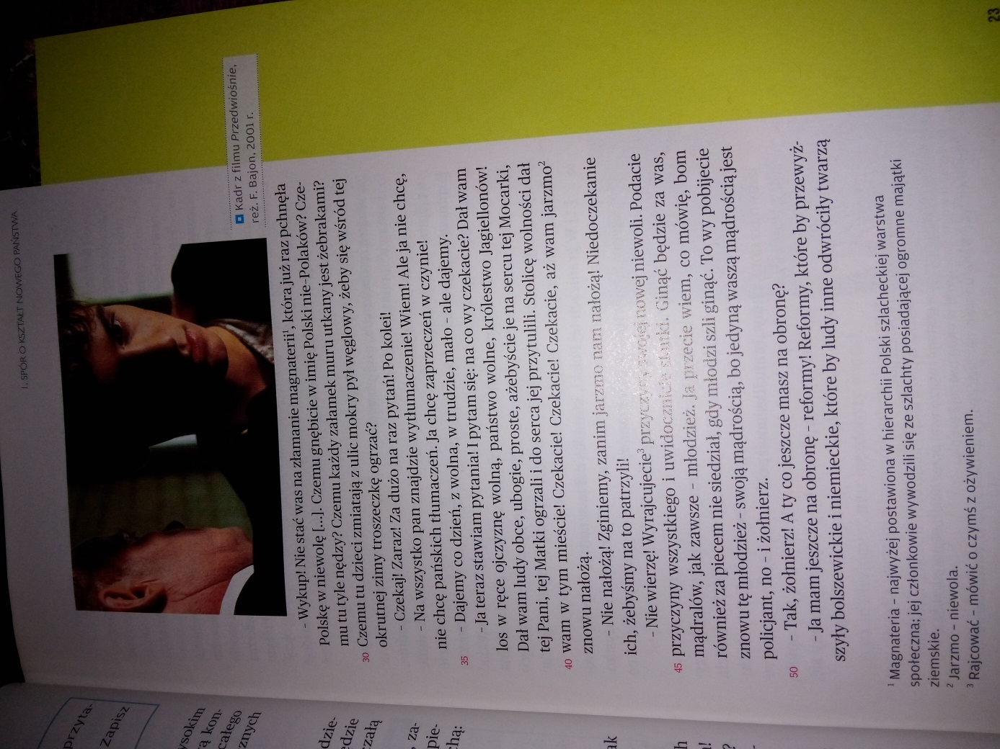 I. SPÓR O KSZTAŁT NOWEGO PAŃSTWA
Kadr z filmu Przedwiośnie,
reż. F. Bajon, 2001 r.
– Wykup! Nie stać was na złamanie magnaterii¹, która już raz pchnęła
Polskę w niewolę [...]. Czemu gnębicie w imię Polski nie-Polaków? Cze-
mu tu tyle nędzy? Czemu każdy załamek muru utkany jest żebrakami?
30 Czemu tu dzieci zmiatają z ulic mokry pył węglowy, żeby się wśród tej
okrutnej zimy troszeczkę ogrzać?
– Czekaj! Zaraz! Za dużo na raz pytań! Po kolei!
– Na wszystko pan znajdzie wytłumaczenie! Wiem! Ale ja nie chcę,
nie chcę pańskich tłumaczeń. Ja chcę zaprzeczeń w czynie!
35 – Dajemy co dzień, z wolna, w trudzie, mało – ale dajemy.
– Ja teraz stawiam pytania! I pytam się: na co wy czekacie? Dał wam
los w ręce ojczyznę wolną, państwo wolne, królestwo Jagiellonów!
Dał wam ludy obce, ubogie, proste, ażebyście je na sercu tej Mocarki,
tej Pani, tej Matki ogrzali i do serca jej przytulili. Stolicę wolności dał
40 wam w tym mieście! Czekacie! Czekacie! Czekacie, aż wam jarzmo²
znowu nałożą.
– Nie nałożą! Zginiemy, zanim jarzmo nam nałożą! Niedoczekanie
ich, żebyśmy na to patrzyli!
– Nie wierzę! Wyrajcujecie³ przyczyny swojej nowej niewoli. Podacie
45 przyczyny wszystkiego i uwidocznicie skutki. Ginąć będzie za was,
mądralów, jak zawsze – młodzież. Ja przecie wiem, co mówię, bom
również za piecem nie siedział, gdy młodzi szli ginąć. To wy pobijecie
znowu tę młodzież – swoją mądrością, bo jedyną waszą mądrością jest
policjant, no – i żołnierz.
50 – Tak, żołnierz! A ty co jeszcze masz na obronę?
– Ja mam jeszcze na obronę – reformy! Reformy, które by przewyż-
szyły bolszewickie i niemieckie, które by ludy inne odwróciły twarzą
¹ Magnateria – najwyżej postawiona w hierarchii Polski szlacheckiej warstwa
społeczna; jej członkowie wywodzili się ze szlachty posiadającej ogromne majątki
ziemskie.
² Jarzmo – niewola.
³ Rajcować – mówić o czymś z ożywieniem.
23
przyta-
Zapisz
ysokim
ą kon-
całego
znych
dzie-
edzie
czałą
, za-
pie-
chą:
ak